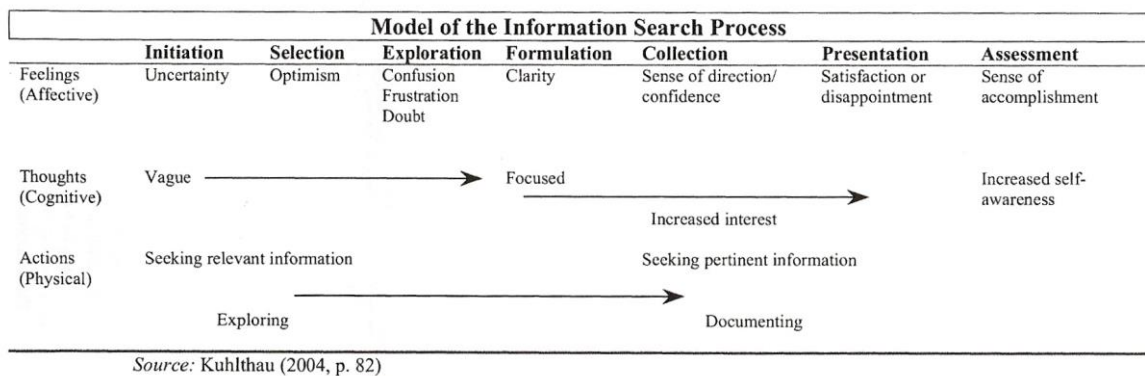 Model of the Information Search Process
Initiation Selection Exploration Formulation Collection Presentation Assessment
Feelings Uncertainty Optimism Confusion Clarity Sense of direction/ Satisfaction or Sense of
(Affective) Frustration confidence disappointment accomplishment
Doubt
Thoughts Vague Focused Increased self-
(Cognitive) awareness
Increased interest
Actions Seeking relevant information Seeking pertinent information
(Physical)
Exploring Documenting
Source: Kuhlthau (2004, p. 82)